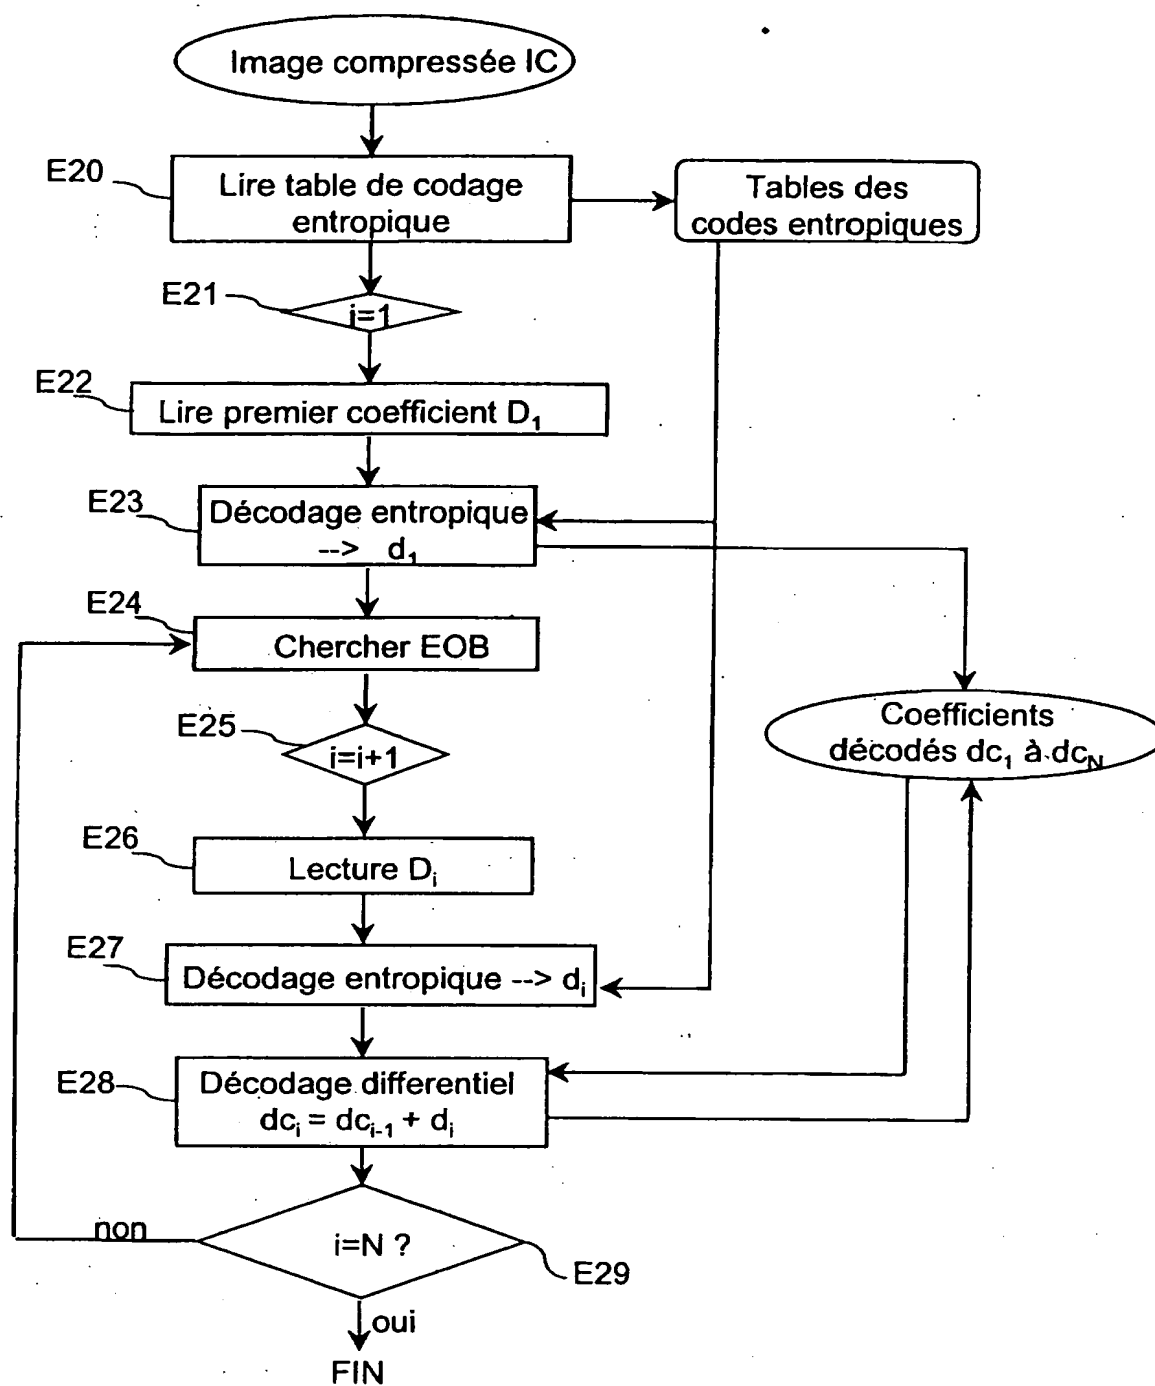 Image compressée IC
E20
Lire table de codage
entropique
Tables des
codes entropiques
E21
i=1
E22
Lire premier coefficient D₁
E23
Décodage entropique
--> d₁
E24
Chercher EOB
E25
i=i+1
Coefficients
décodés dc₁ à dc_N
E26
Lecture Dᵢ
E27
Décodage entropique --> dᵢ
E28
Décodage differentiel
dcᵢ = dcᵢ₋₁ + dᵢ
non
i=N ?
E29
oui
FIN